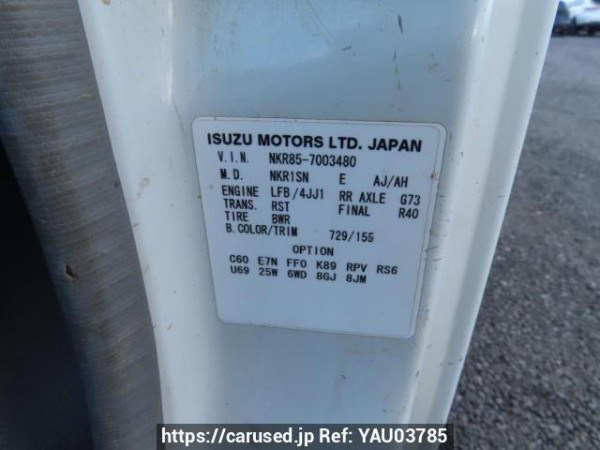 ISUZU MOTORS LTD. JAPAN
V.I.N. NKR85-7003480
M.D. NKR1SN E AJ/AH
ENGINE LFB/4JJ1 RR AXLE G73
TRANS. RST FINAL R40
TIRE BWR
B.COLOR/TRIM 729/155
OPTION
C60 E7N FF0 K89 RPV RS6
U69 25W 6WD 8GJ 8JM
https://carused.jp Ref: YAU03785